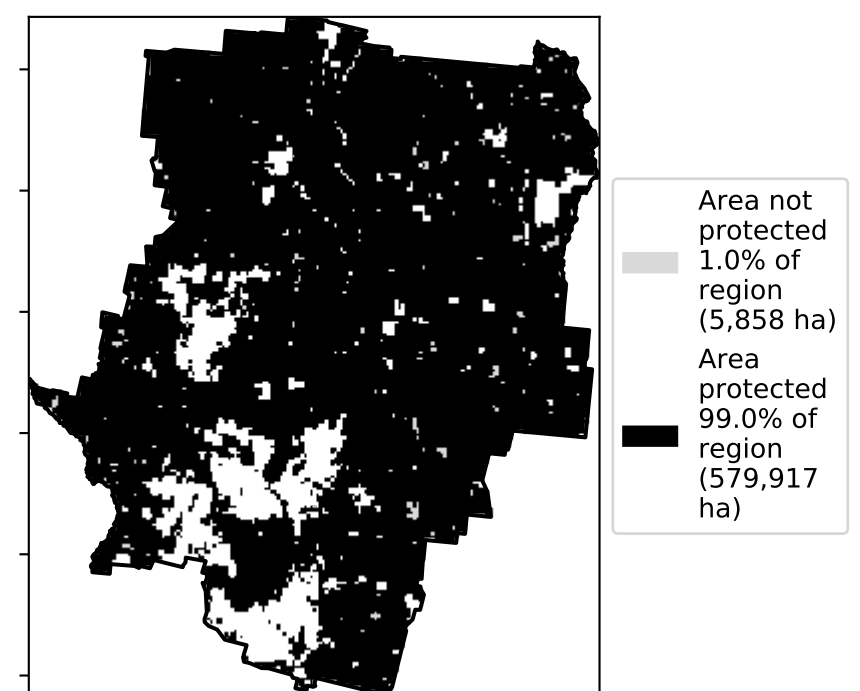 Area not
protected
1.0% of
region
(5,858 ha)
Area
protected
99.0% of
region
(579,917
ha)